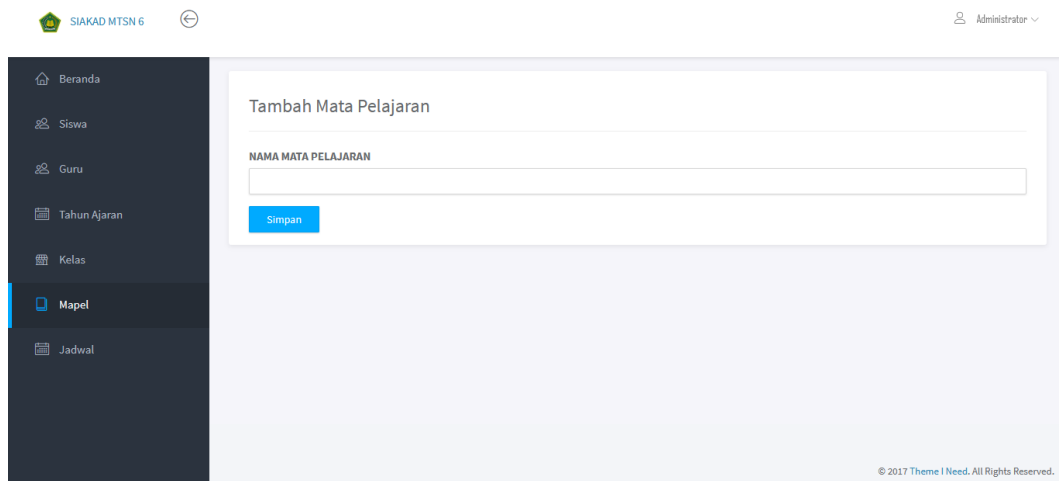 SIAKAD MTSN 6
Administrator
Beranda
Siswa
Guru
Tahun Ajaran
Kelas
Mapel
Jadwal
Tambah Mata Pelajaran
NAMA MATA PELAJARAN
Simpan
© 2017 Theme I Need. All Rights Reserved.